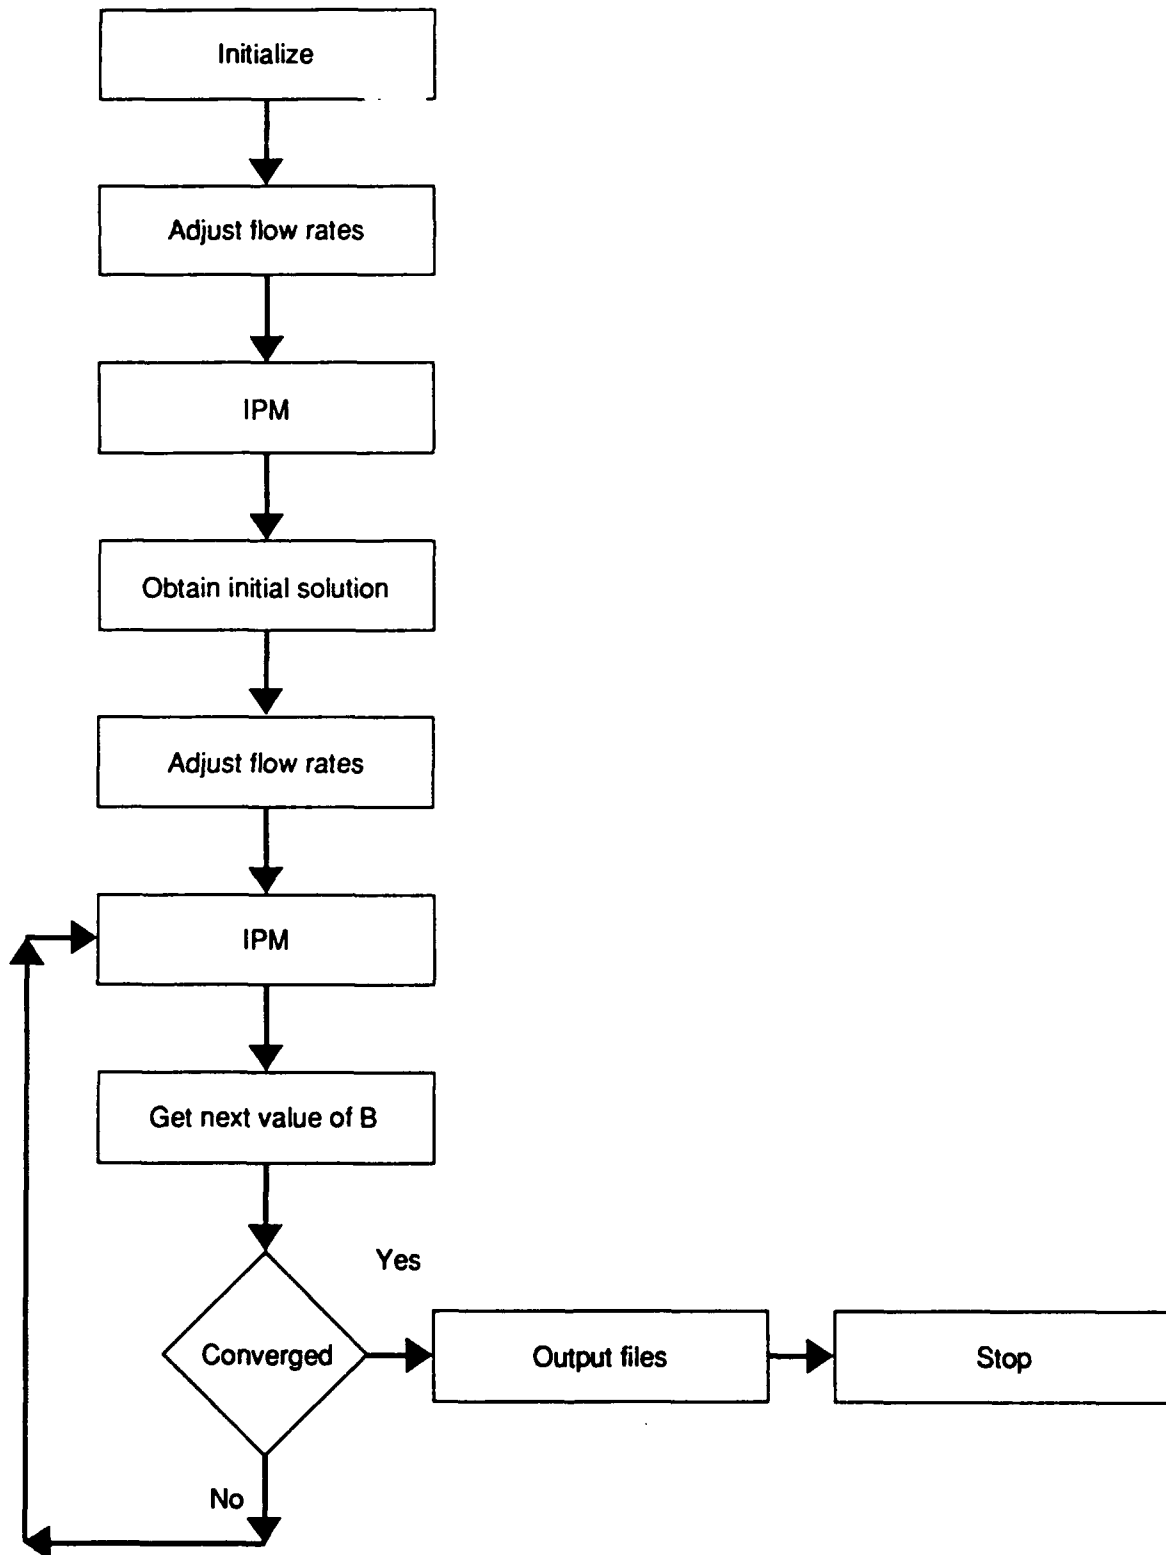 Initialize
Adjust flow rates
IPM
Obtain initial solution
Adjust flow rates
IPM
Get next value of B
Yes
Converged
Output files
Stop
No